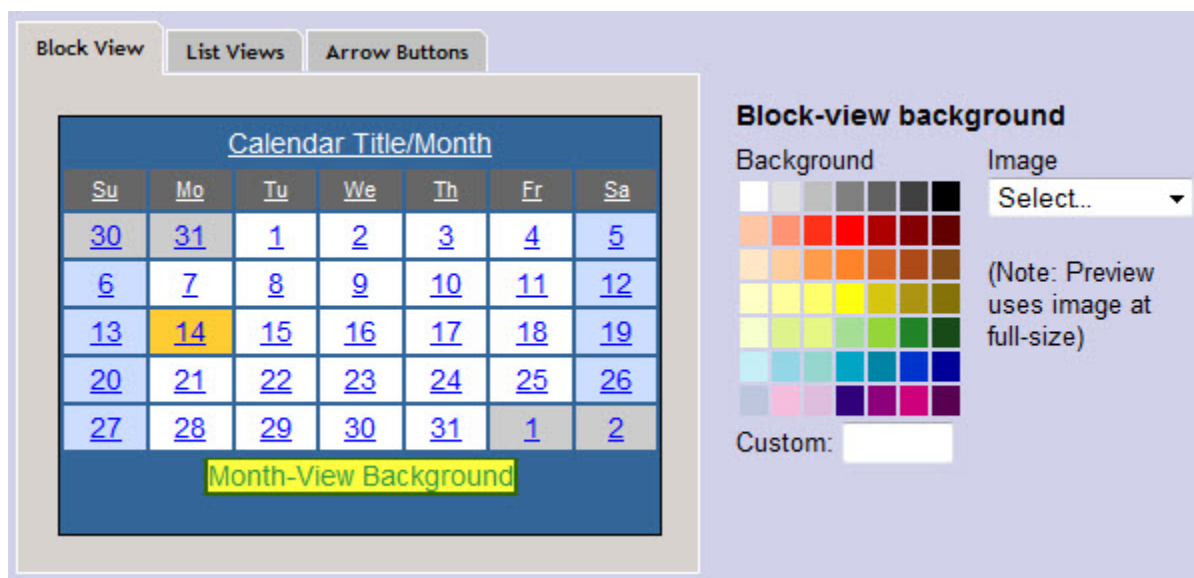 Block View List Views Arrow Buttons
Calendar Title/Month
Su Mo Tu We Th Fr Sa
30 31 1 2 3 4 5
6 7 8 9 10 11 12
13 14 15 16 17 18 19
20 21 22 23 24 25 26
27 28 29 30 31 1 2
Month-View Background
Block-view background
Background Image
Select...
(Note: Preview
uses image at
full-size)
Custom: